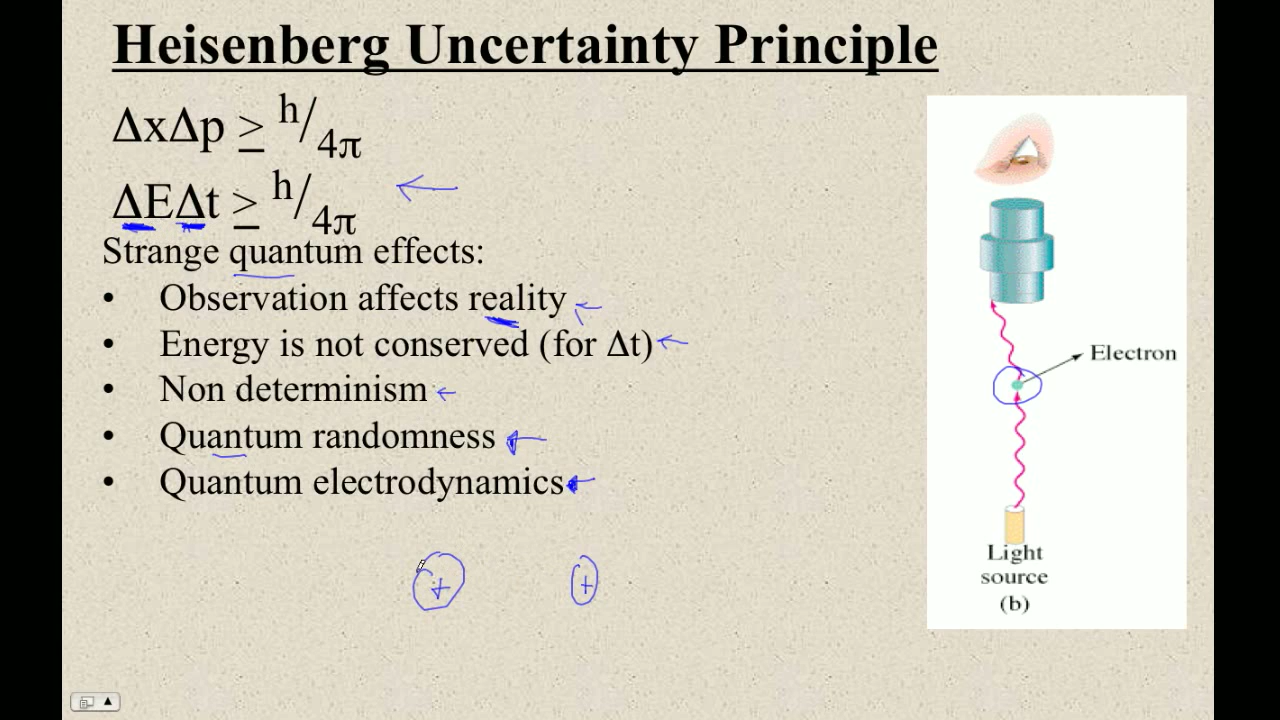 Heisenberg Uncertainty Principle
ΔxΔp ≥ h/4π
ΔEΔt ≥ h/4π
Strange quantum effects:
• Observation affects reality
• Energy is not conserved (for Δt)
• Non determinism
• Quantum randomness
• Quantum electrodynamics
+ +
Electron
Light
source
(b)